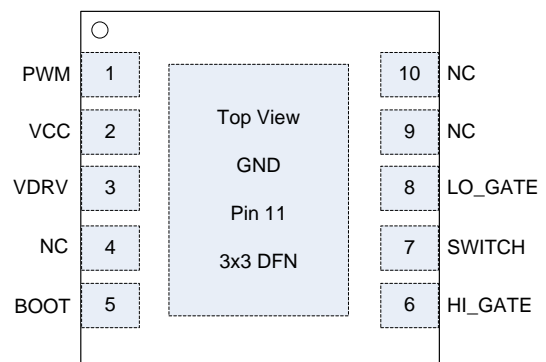 PWM 1 10 NC
VCC 2 9 NC
VDRV 3 8 LO_GATE
NC 4 7 SWITCH
BOOT 5 6 HI_GATE
Top View
GND
Pin 11
3x3 DFN